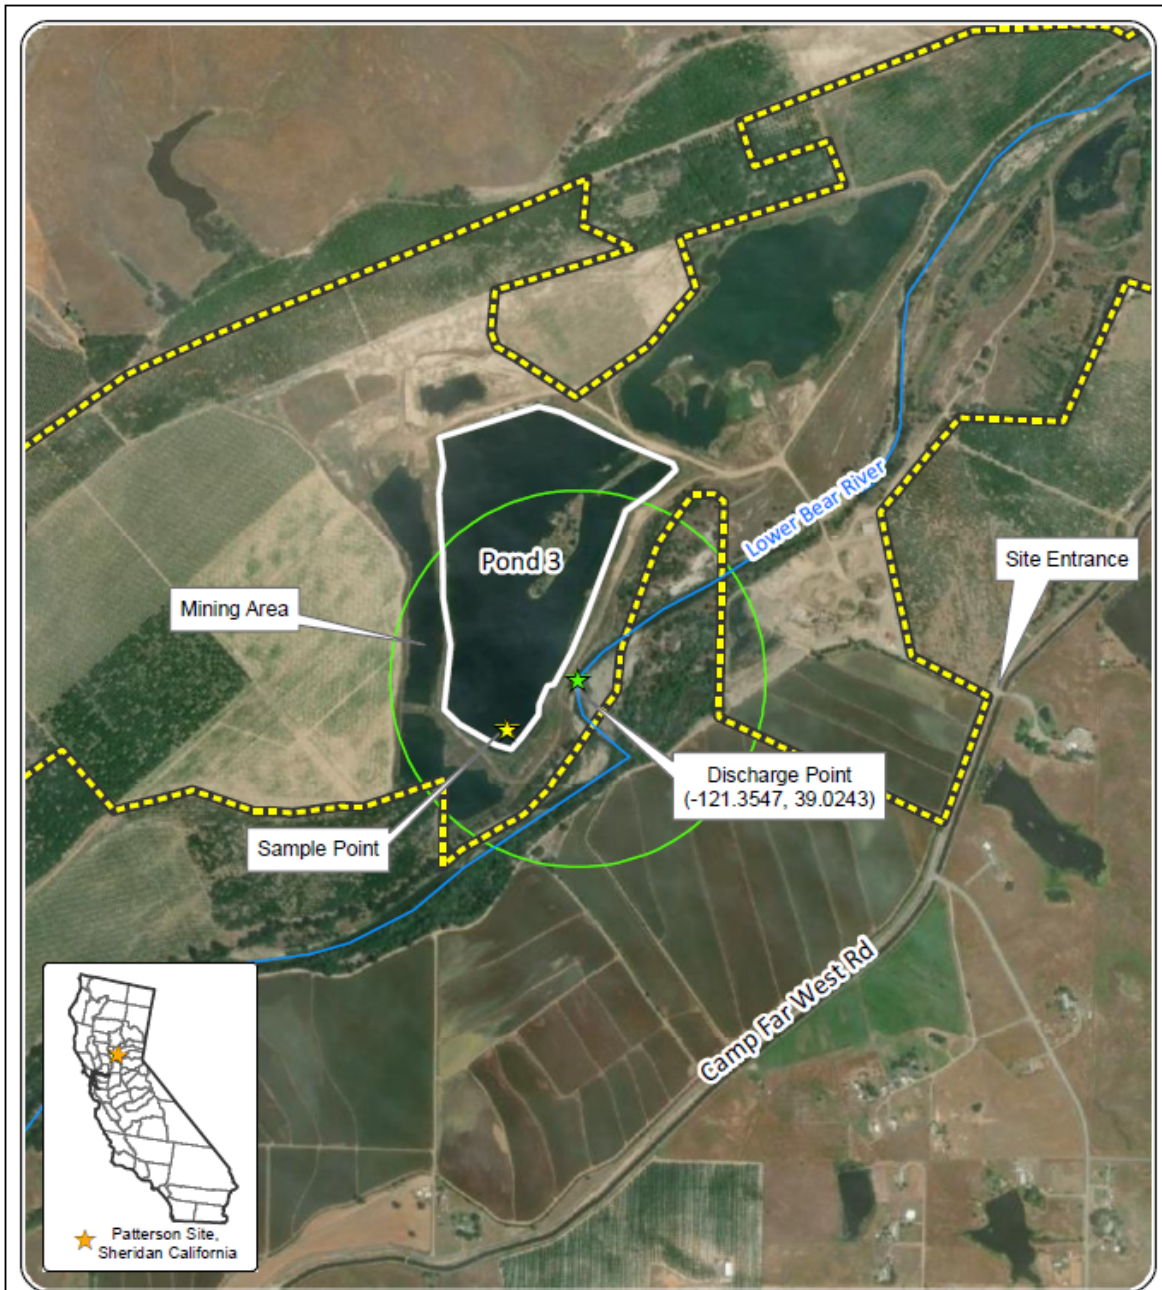 Lower Bear River
Pond 3
Site Entrance
Mining Area
Discharge Point
(-121.3547, 39.0243)
Sample Point
Camp Far West Rd
Patterson Site,
Sheridan California